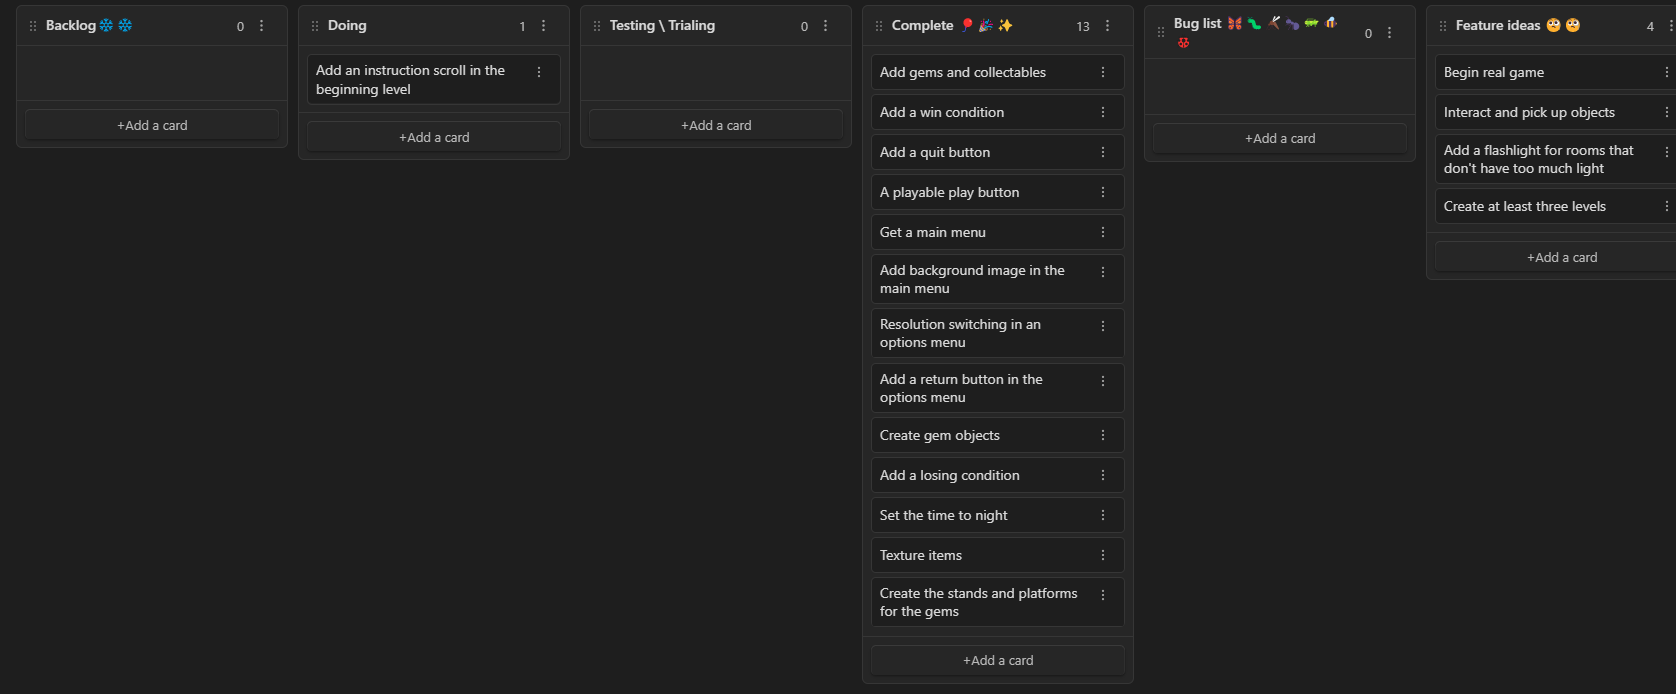 Backlog❄️❄️ 0
+Add a card
Doing 1
Add an instruction scroll in the
beginning level
+Add a card
Testing \ Trialing 0
+Add a card
Complete 🎈🎉✨ 13
Add gems and collectables
Add a win condition
Add a quit button
A playable play button
Get a main menu
Add background image in the
main menu
Resolution switching in an
options menu
Add a return button in the
options menu
Create gem objects
Add a losing condition
Set the time to night
Texture items
Create the stands and platforms
for the gems
+Add a card
Bug list 0
+Add a card
Feature ideas 4
Begin real game
Interact and pick up objects
Add a flashlight for rooms that
don't have too much light
Create at least three levels
+Add a card